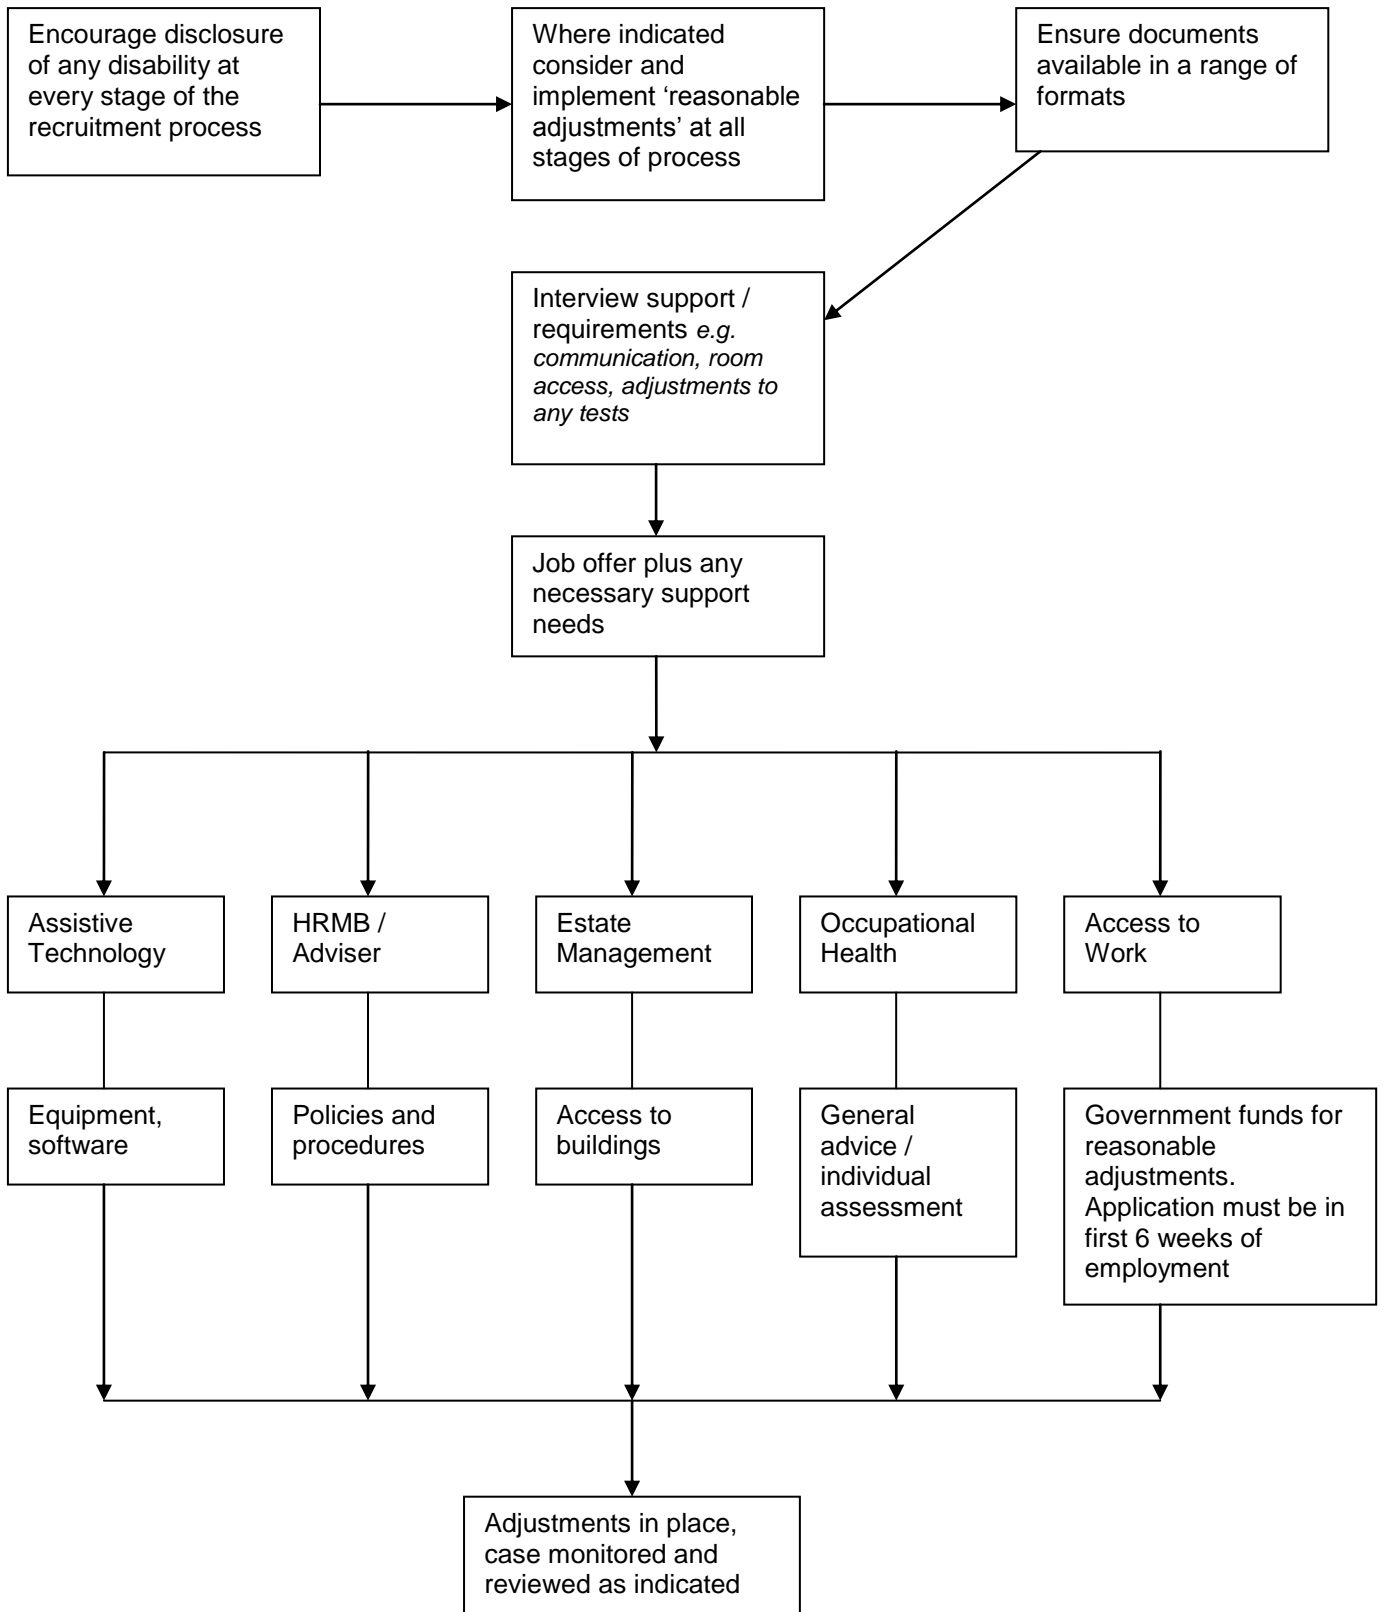 Encourage disclosure
of any disability at
every stage of the
recruitment process
Where indicated
consider and
implement ‘reasonable
adjustments’ at all
stages of process
Ensure documents
available in a range of
formats
Interview support /
requirements e.g.
communication, room
access, adjustments to
any tests
Job offer plus any
necessary support
needs
Assistive
Technology
HRMB /
Adviser
Estate
Management
Occupational
Health
Access to
Work
Equipment,
software
Policies and
procedures
Access to
buildings
General
advice /
individual
assessment
Government funds for
reasonable
adjustments.
Application must be in
first 6 weeks of
employment
Adjustments in place,
case monitored and
reviewed as indicated